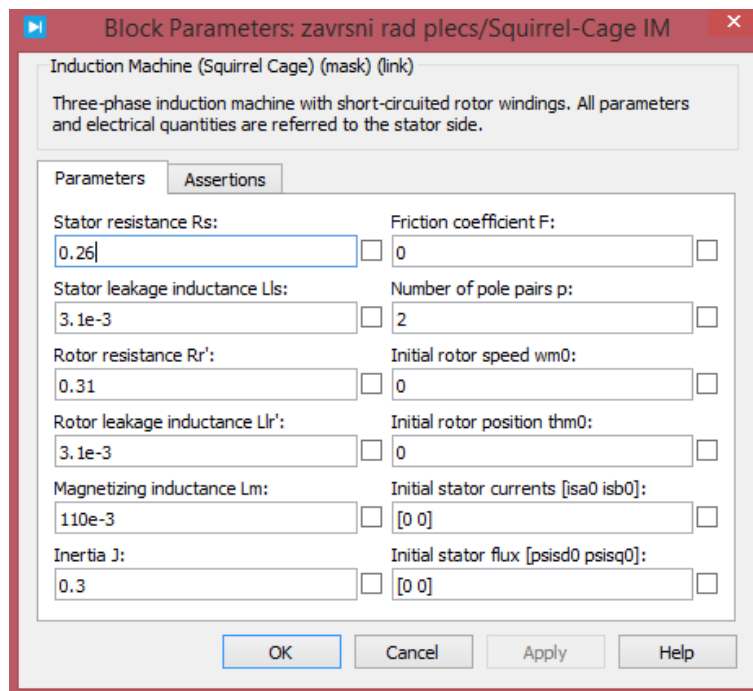 Block Parameters: zavrsni rad plecs/Squirrel-Cage IM
Induction Machine (Squirrel Cage) (mask) (link)
Three-phase induction machine with short-circuited rotor windings. All parameters
and electrical quantities are referred to the stator side.
Parameters
Assertions
Stator resistance Rs:
0.26
Stator leakage inductance Lls:
3.1e-3
Rotor resistance Rr':
0.31
Rotor leakage inductance Llr':
3.1e-3
Magnetizing inductance Lm:
110e-3
Inertia J:
0.3
Friction coefficient F:
0
Number of pole pairs p:
2
Initial rotor speed wm0:
0
Initial rotor position thm0:
0
Initial stator currents [isa0 isb0]:
[0 0]
Initial stator flux [psisd0 psisq0]:
[0 0]
OK
Cancel
Apply
Help